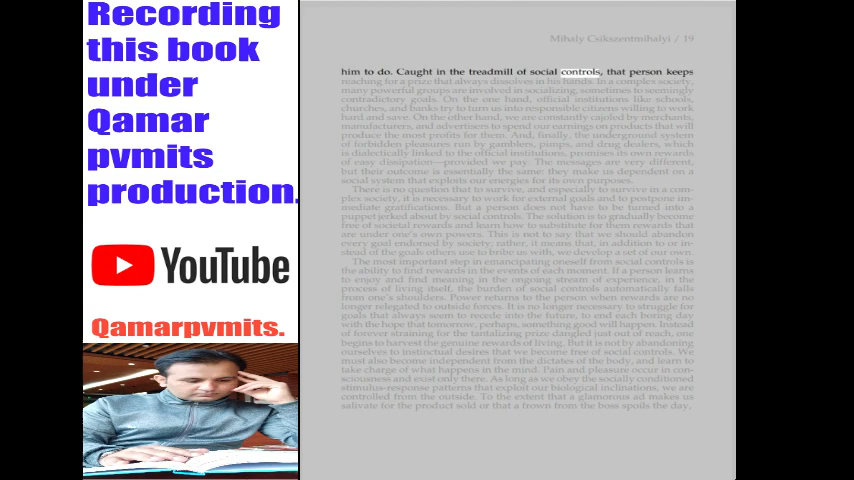 Recording
this book
under
Qamar
pvmits
production.
YouTube
Qamarpvmits.
Mihaly Csikszentmihalyi / 19
him to do. Caught in the treadmill of social controls, that person keeps
reaching for a prize that always dissolves in his hands. In a complex society,
many powerful groups are involved in socializing, sometimes to seemingly
contradictory goals. On the one hand, official institutions like schools,
churches, and banks try to turn us into responsible citizens willing to work
hard and save. On the other hand, we are constantly cajoled by merchants,
manufacturers, and advertisers to spend our earnings on products that will
produce the most profits for them. And, finally, the underground system
of forbidden pleasures run by gamblers, pimps, and drug dealers, which
is dialectically linked to the official institutions, promises its own rewards
of easy dissipation—provided we pay. The messages are very different,
but their outcome is essentially the same: they make us dependent on a
social system that exploits our energies for its own purposes.
There is no question that to survive, and especially to survive in a com-
plex society, it is necessary to work for external goals and to postpone im-
mediate gratifications. But a person does not have to be turned into a
puppet jerked about by social controls. The solution is to gradually become
free of societal rewards and learn how to substitute for them rewards that
are under one's own powers. This is not to say that we should abandon
every goal endorsed by society; rather, it means that, in addition to or in-
stead of the goals others use to bribe us with, we develop a set of our own.
The most important step in emancipating oneself from social controls is
the ability to find rewards in the events of each moment. If a person learns
to enjoy and find meaning in the ongoing stream of experience, in the
process of living itself, the burden of social controls automatically falls
from one's shoulders. Power returns to the person when rewards are no
longer relegated to outside forces. It is no longer necessary to struggle for
goals that always seem to recede into the future, to end each boring day
with the hope that tomorrow, perhaps, something good will happen. Instead
of forever straining for the tantalizing prize dangled just out of reach, one
begins to harvest the genuine rewards of living. But it is not by abandoning
ourselves to instinctual desires that we become free of social controls. We
must also become independent from the dictates of the body, and learn to
take charge of what happens in the mind. Pain and pleasure occur in con-
sciousness and exist only there. As long as we obey the socially conditioned
stimulus-response patterns that exploit our biological inclinations, we are
controlled from the outside. To the extent that a glamorous ad makes us
salivate for the product sold or that a frown from the boss spoils the day,